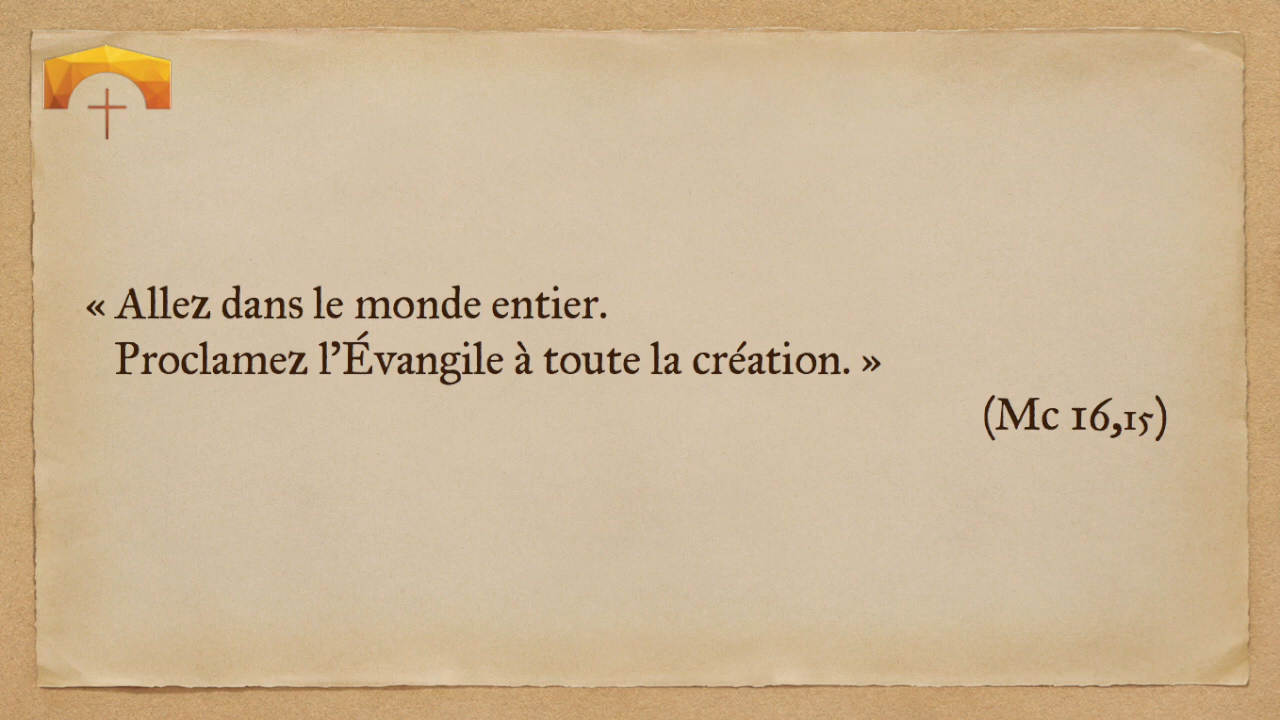 « Allez dans le monde entier.
Proclamez l’Évangile à toute la création. »
(Mc 16,15)